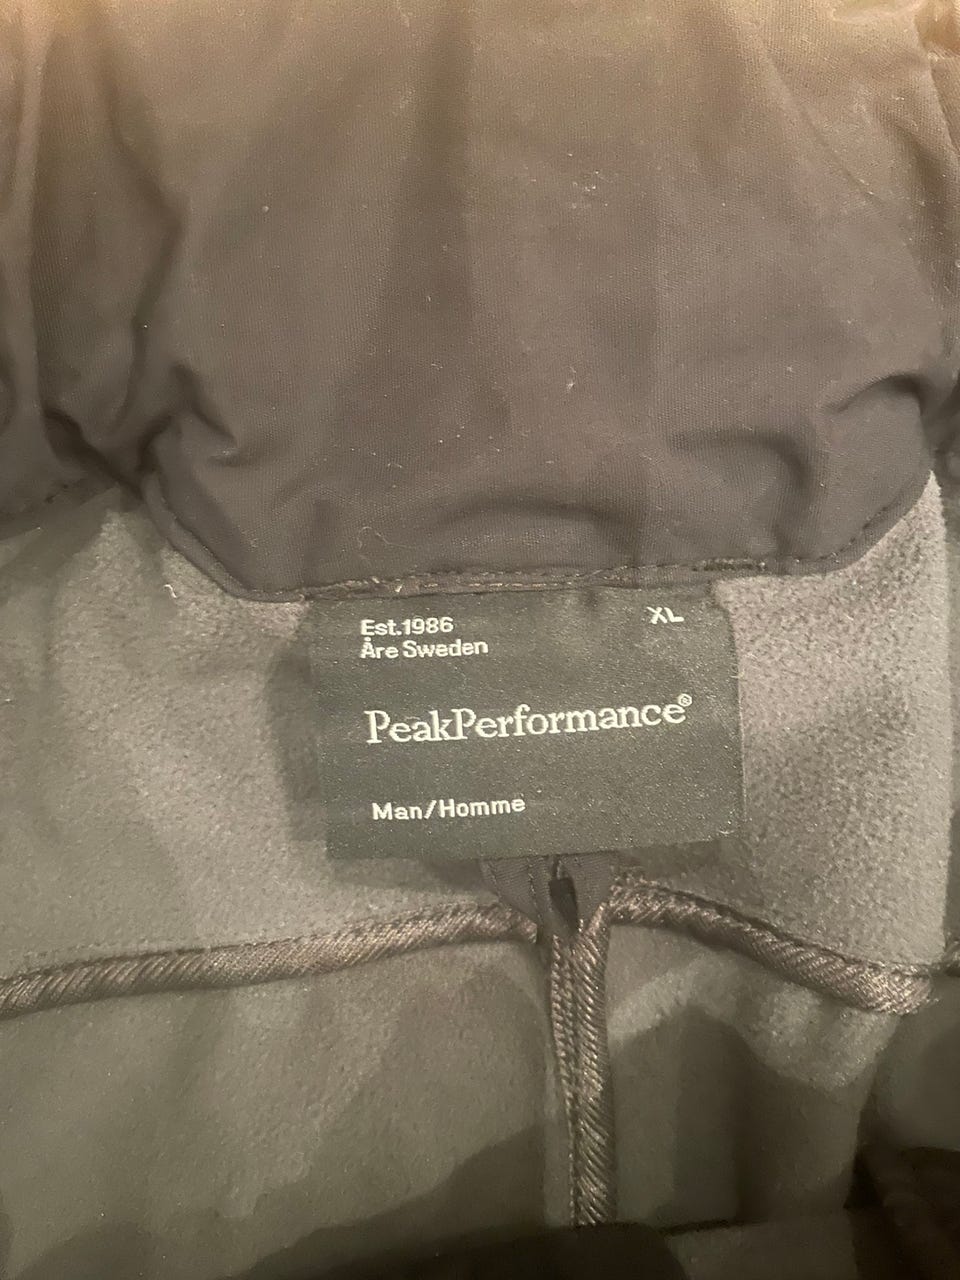 Est.1986
XL
Åre Sweden
PeakPerformance®
Man/Homme